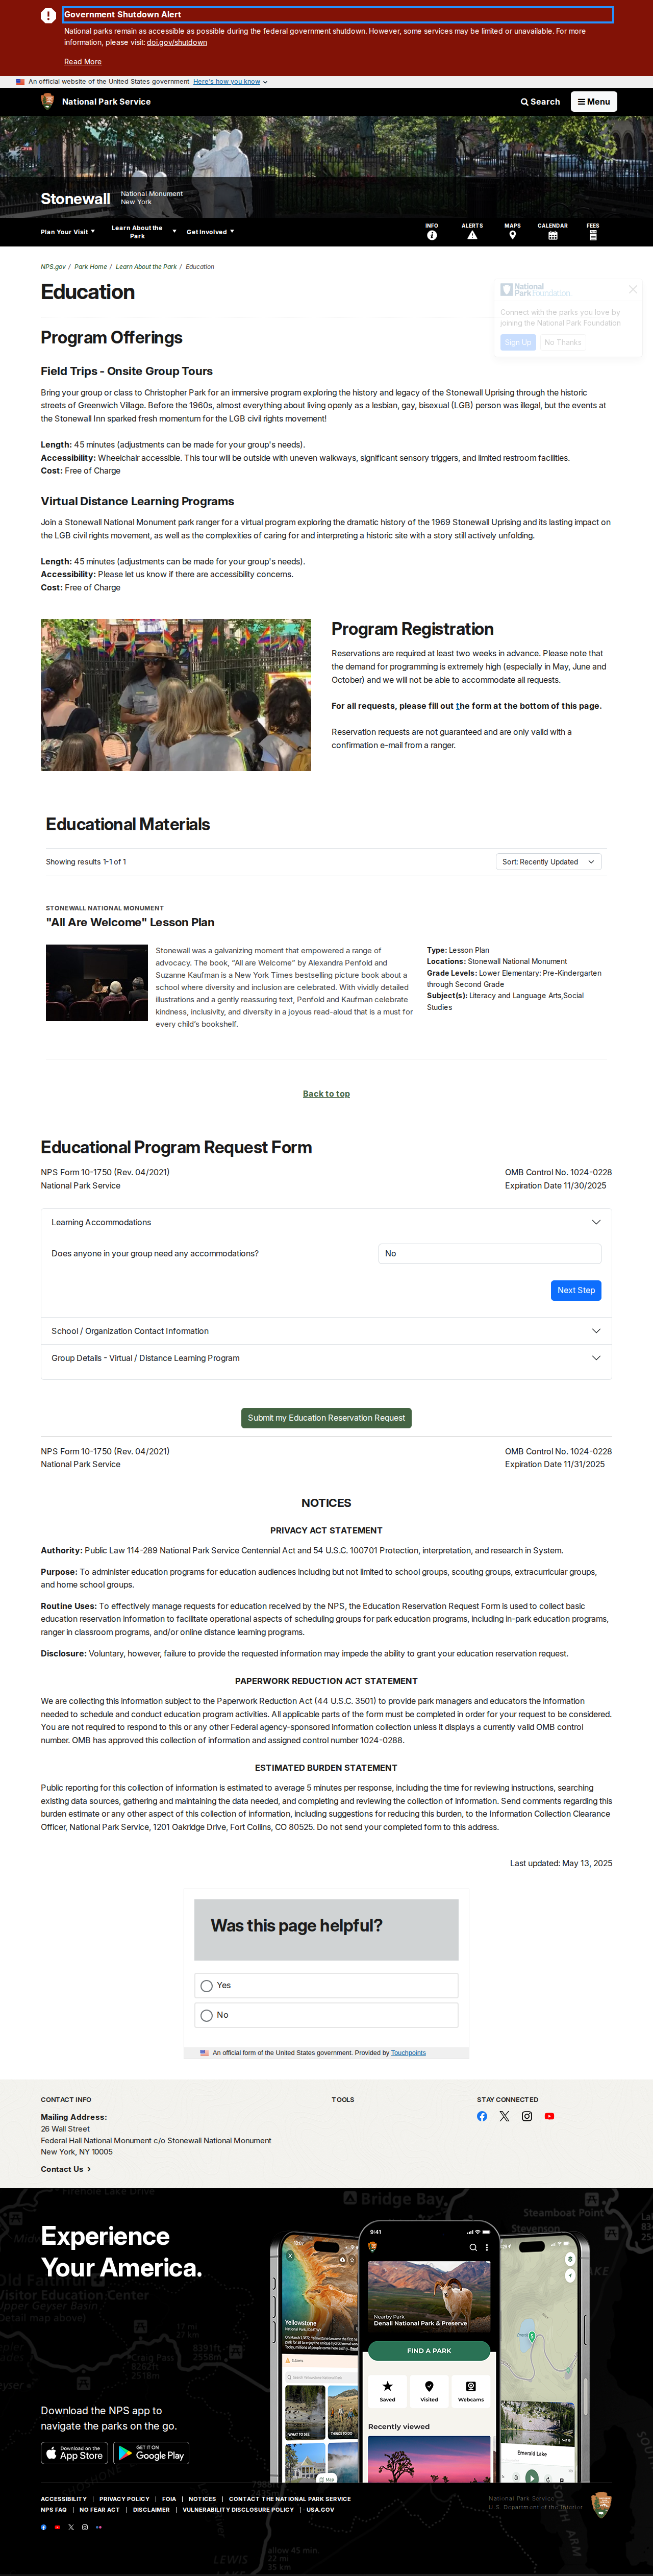 Government Shutdown Alert
National parks remain as accessible as possible during the federal government shutdown. However, some services may be limited or unavailable. For more
information, please visit: doi.gov/shutdown
Read More
An official website of the United States government Here's how you know
National Park Service
Search
Menu
Stonewall
National Monument
New York
Plan Your Visit
Learn About the
Park
Get Involved
INFO
ALERTS
MAPS
CALENDAR
FEES
NPS.gov / Park Home / Learn About the Park / Education
Education
National
Park Foundation
Connect with the parks you love by
joining the National Park Foundation
Sign Up
No Thanks
Program Offerings
Field Trips - Onsite Group Tours
Bring your group or class to Christopher Park for an immersive program exploring the history and legacy of the Stonewall Uprising through the historic
streets of Greenwich Village. Before the 1960s, almost everything about living openly as a lesbian, gay, bisexual (LGB) person was illegal, but the events at
the Stonewall Inn sparked fresh momentum for the LGB civil rights movement!
Length: 45 minutes (adjustments can be made for your group's needs).
Accessibility: Wheelchair accessible. This tour will be outside with uneven walkways, significant sensory triggers, and limited restroom facilities.
Cost: Free of Charge
Virtual Distance Learning Programs
Join a Stonewall National Monument park ranger for a virtual program exploring the dramatic history of the 1969 Stonewall Uprising and its lasting impact on
the LGB civil rights movement, as well as the complexities of caring for and interpreting a historic site with a story still actively unfolding.
Length: 45 minutes (adjustments can be made for your group's needs).
Accessibility: Please let us know if there are accessibility concerns.
Cost: Free of Charge
Program Registration
Reservations are required at least two weeks in advance. Please note that
the demand for programming is extremely high (especially in May, June and
October) and we will not be able to accommodate all requests.
For all requests, please fill out the form at the bottom of this page.
Reservation requests are not guaranteed and are only valid with a
confirmation e-mail from a ranger.
Educational Materials
Showing results 1-1 of 1
Sort: Recently Updated
STONEWALL NATIONAL MONUMENT
"All Are Welcome" Lesson Plan
Stonewall was a galvanizing moment that empowered a range of
advocacy. The book, "All are Welcome" by Alexandra Penfold and
Suzanne Kaufman is a New York Times bestselling picture book about a
school where diversity and inclusion are celebrated. With vividly detailed
illustrations and a gently reassuring text, Penfold and Kaufman celebrate
kindness, inclusivity, and diversity in a joyous read-aloud that is a must for
every child's bookshelf.
Type: Lesson Plan
Locations: Stonewall National Monument
Grade Levels: Lower Elementary: Pre-Kindergarten
through Second Grade
Subject(s): Literacy and Language Arts,Social
Studies
Back to top
Educational Program Request Form
NPS Form 10-1750 (Rev. 04/2021)
National Park Service
OMB Control No. 1024-0228
Expiration Date 11/30/2025
Learning Accommodations
Does anyone in your group need any accommodations?
No
Next Step
School / Organization Contact Information
Group Details - Virtual / Distance Learning Program
Submit my Education Reservation Request
NPS Form 10-1750 (Rev. 04/2021)
National Park Service
OMB Control No. 1024-0228
Expiration Date 11/31/2025
NOTICES
PRIVACY ACT STATEMENT
Authority: Public Law 114-289 National Park Service Centennial Act and 54 U.S.C. 100701 Protection, interpretation, and research in System.
Purpose: To administer education programs for education audiences including but not limited to school groups, scouting groups, extracurricular groups,
and home school groups.
Routine Uses: To effectively manage requests for education received by the NPS, the Education Reservation Request Form is used to collect basic
education reservation information to facilitate operational aspects of scheduling groups for park education programs, including in-park education programs,
ranger in classroom programs, and/or online distance learning programs.
Disclosure: Voluntary, however, failure to provide the requested information may impede the ability to grant your education reservation request.
PAPERWORK REDUCTION ACT STATEMENT
We are collecting this information subject to the Paperwork Reduction Act (44 U.S.C. 3501) to provide park managers and educators the information
needed to schedule and conduct education program activities. All applicable parts of the form must be completed in order for your request to be considered.
You are not required to respond to this or any other Federal agency-sponsored information collection unless it displays a currently valid OMB control
number. OMB has approved this collection of information and assigned control number 1024-0288.
ESTIMATED BURDEN STATEMENT
Public reporting for this collection of information is estimated to average 5 minutes per response, including the time for reviewing instructions, searching
existing data sources, gathering and maintaining the data needed, and completing and reviewing the collection of information. Send comments regarding this
burden estimate or any other aspect of this collection of information, including suggestions for reducing this burden, to the Information Collection Clearance
Officer, National Park Service, 1201 Oakridge Drive, Fort Collins, CO 80525. Do not send your completed form to this address.
Last updated: May 13, 2025
Was this page helpful?
Yes
No
An official form of the United States government. Provided by Touchpoints
CONTACT INFO
Mailing Address:
26 Wall Street
Federal Hall National Monument c/o Stonewall National Monument
New York, NY 10005
Contact Us
TOOLS
STAY CONNECTED
Experience
Your America.
Bridge Bay
Steamboat Point
Stevenson
Craig Pass
8262ft
2518m
8391ft
2558m
9:41
Nearby Park
Denali National Park & Preserve
FIND A PARK
Saved
Visited
Webcams
Recently viewed
Yellowstone
WHAT TO SEE
THINGS TO DO
Map
Emerald Lake
Download the NPS app to
navigate the parks on the go.
Download on the
App Store
GET IT ON
Google Play
ACCESSIBILITY | PRIVACY POLICY | FOIA | NOTICES | CONTACT THE NATIONAL PARK SERVICE
NPS FAQ | NO FEAR ACT | DISCLAIMER | VULNERABILITY DISCLOSURE POLICY | USA.GOV
National Park Service
U.S. Department of the Interior
allow 45 min.
12 mi
35 km
LEWIS
SOUTH ARM